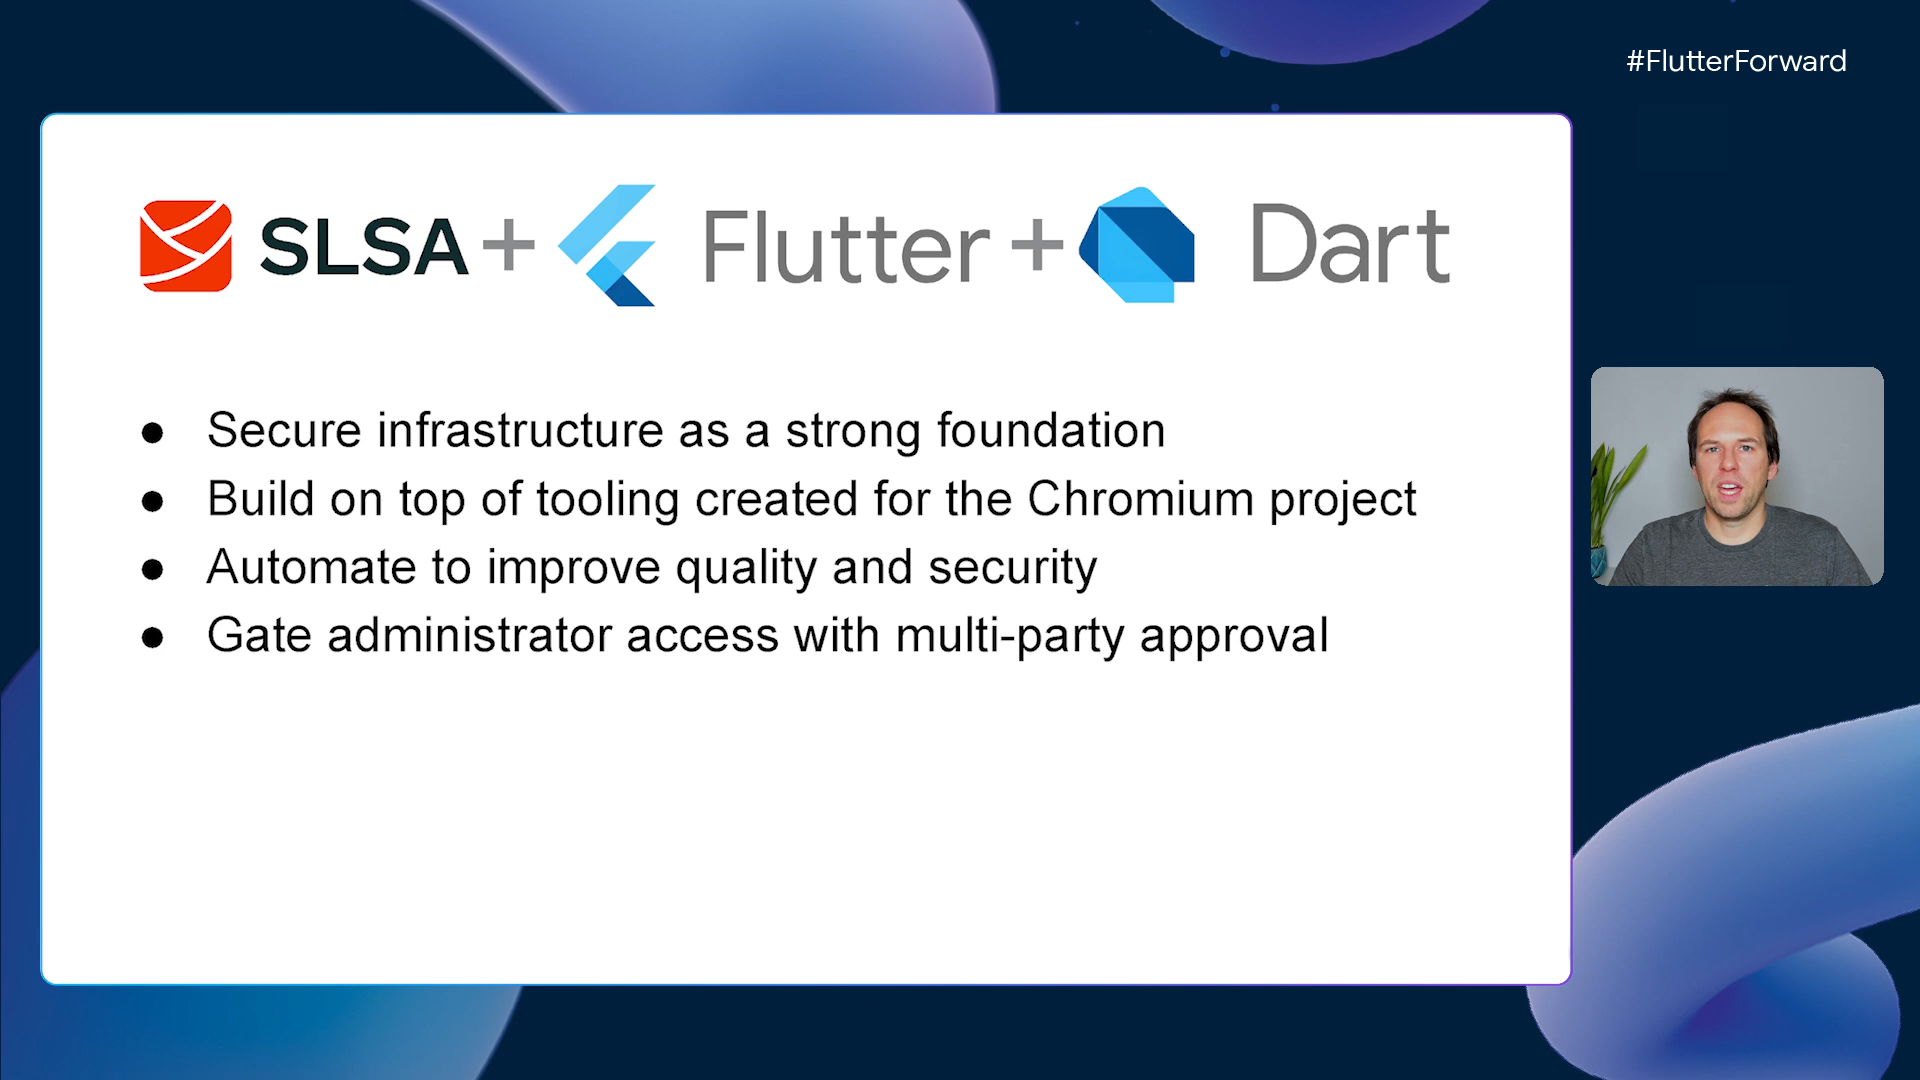 #FlutterForward
SLSA + Flutter + Dart
● Secure infrastructure as a strong foundation
● Build on top of tooling created for the Chromium project
● Automate to improve quality and security
● Gate administrator access with multi-party approval